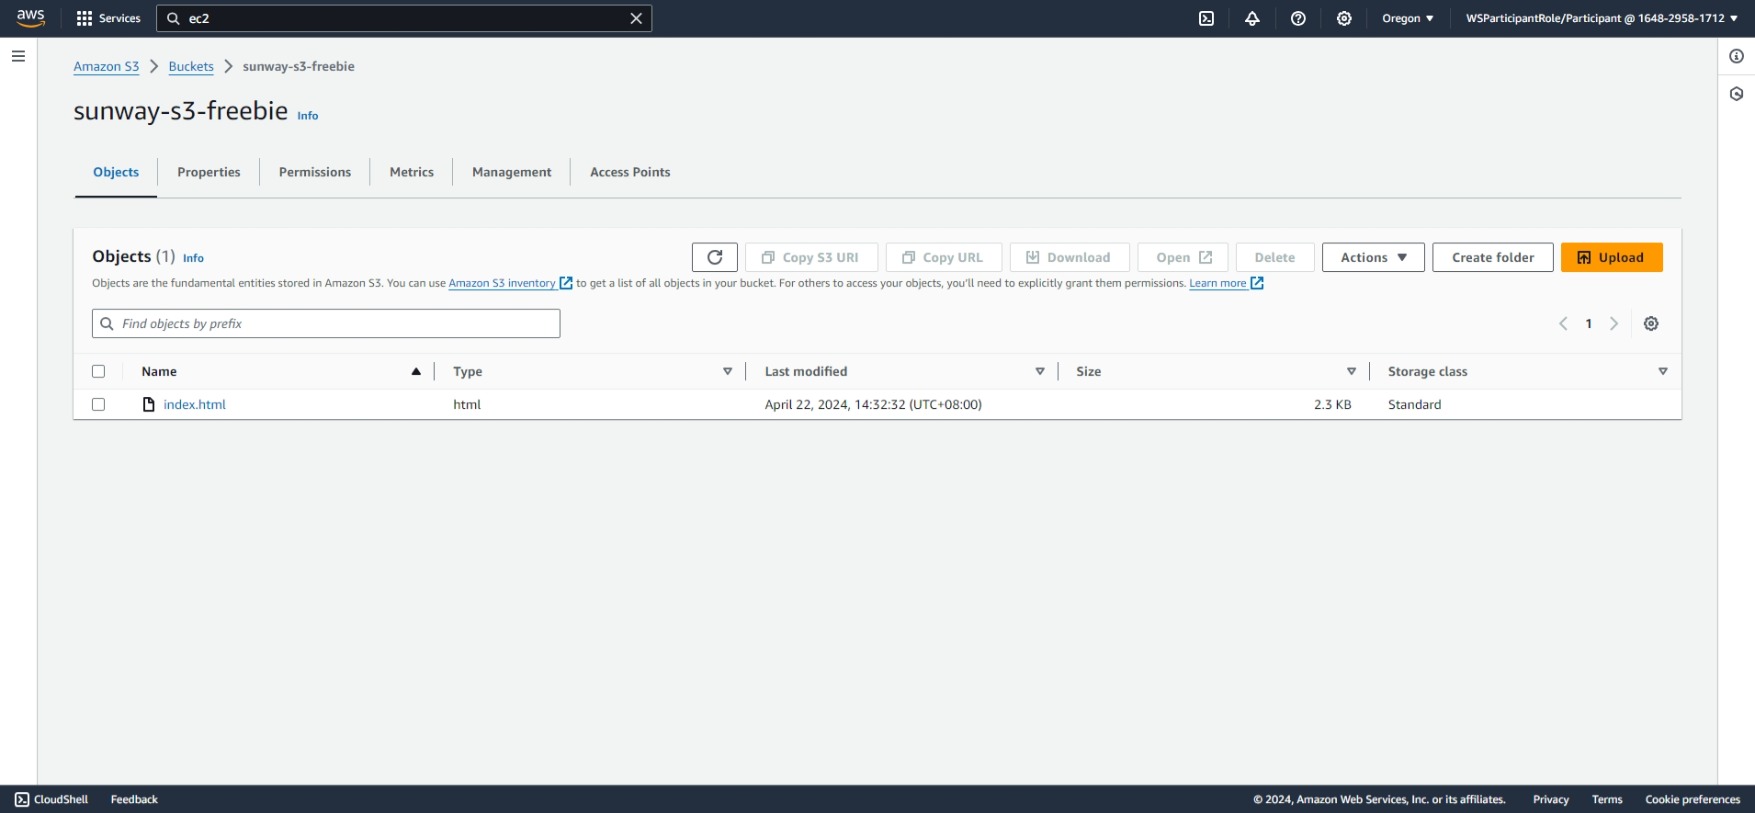 aws Services ec2 Oregon ▼ WSParticipantRole/Participant @ 1648-2958-1712 ▼
Amazon S3 > Buckets > sunway-s3-freebie
sunway-s3-freebie Info
Objects Properties Permissions Metrics Management Access Points
Objects (1) Info Copy S3 URI Copy URL Download Open Delete Actions ▼ Create folder Upload
Objects are the fundamental entities stored in Amazon S3. You can use Amazon S3 inventory to get a list of all objects in your bucket. For others to access your objects, you'll need to explicitly grant them permissions. Learn more
Find objects by prefix < 1 >
Name Type Last modified Size Storage class
index.html html April 22, 2024, 14:32:32 (UTC+08:00) 2.3 KB Standard
CloudShell Feedback © 2024, Amazon Web Services, Inc. or its affiliates. Privacy Terms Cookie preferences